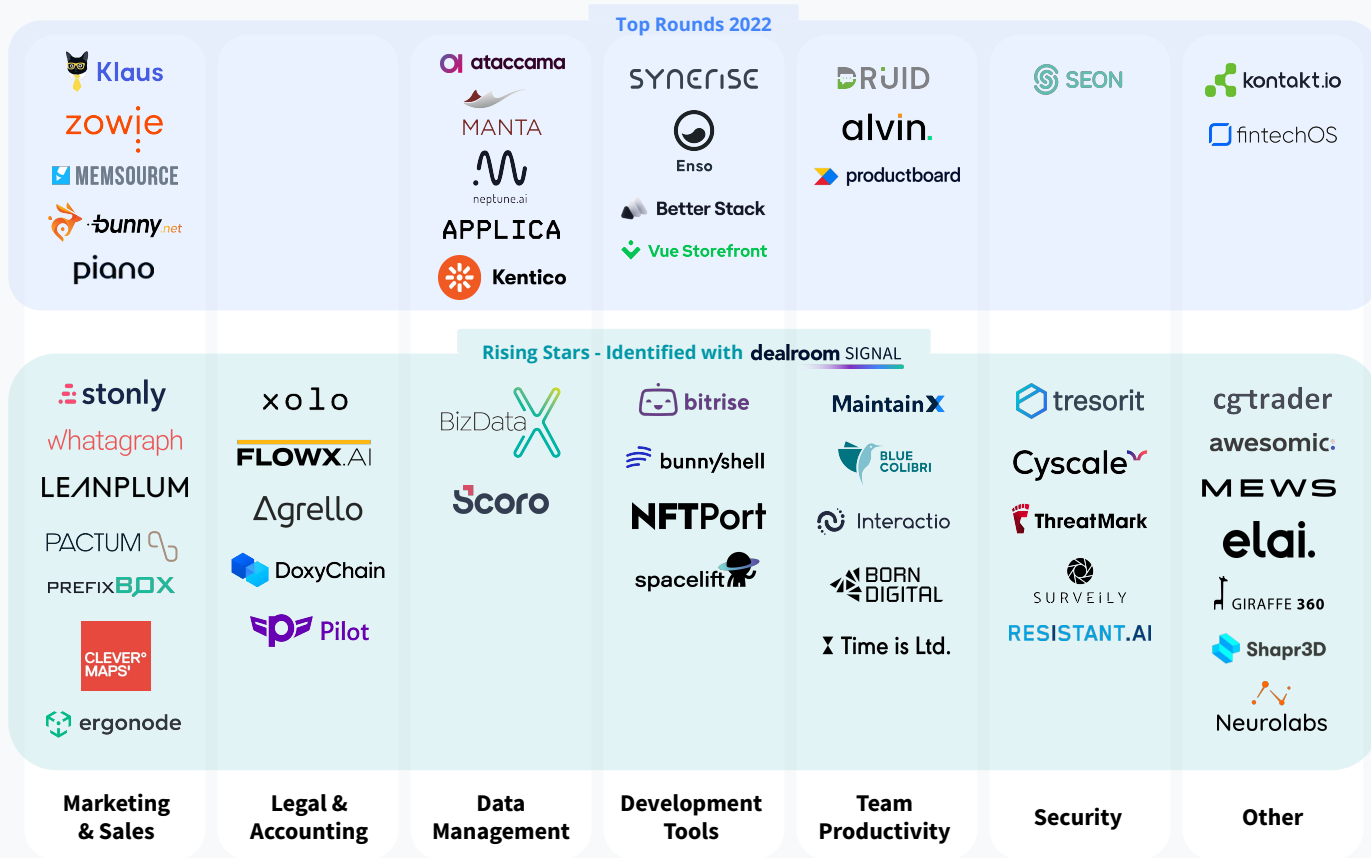 Top Rounds 2022
Klaus
zowie
MEMSOURCE
bunny.net
piano
ataccama
MANTA
neptune.ai
APPLICA
Kentico
SYNERISE
Enso
Better Stack
Vue Storefront
DRUID
alvin.
productboard
SEON
kontakt.io
fintechOS
Rising Stars - Identified with dealroom SIGNAL
stonly
whatagraph
LEANPLUM
PACTUM
PREFIXBOX
CLEVER°
MAPS'
ergonode
xolo
FLOWX.AI
Agrello
DoxyChain
Pilot
BizDataX
Scoro
bitrise
bunnyshell
NFTPort
spacelift
MaintainX
BLUE
COLIBRI
Interactio
BORN
DIGITAL
Time is Ltd.
tresorit
Cyscale
ThreatMark
SURVEiLY
RESISTANT.AI
cgtrader
awesomic
MEWS
elai.
GIRAFFE 360
Shapr3D
Neurolabs
Marketing
& Sales
Legal &
Accounting
Data
Management
Development
Tools
Team
Productivity
Security
Other